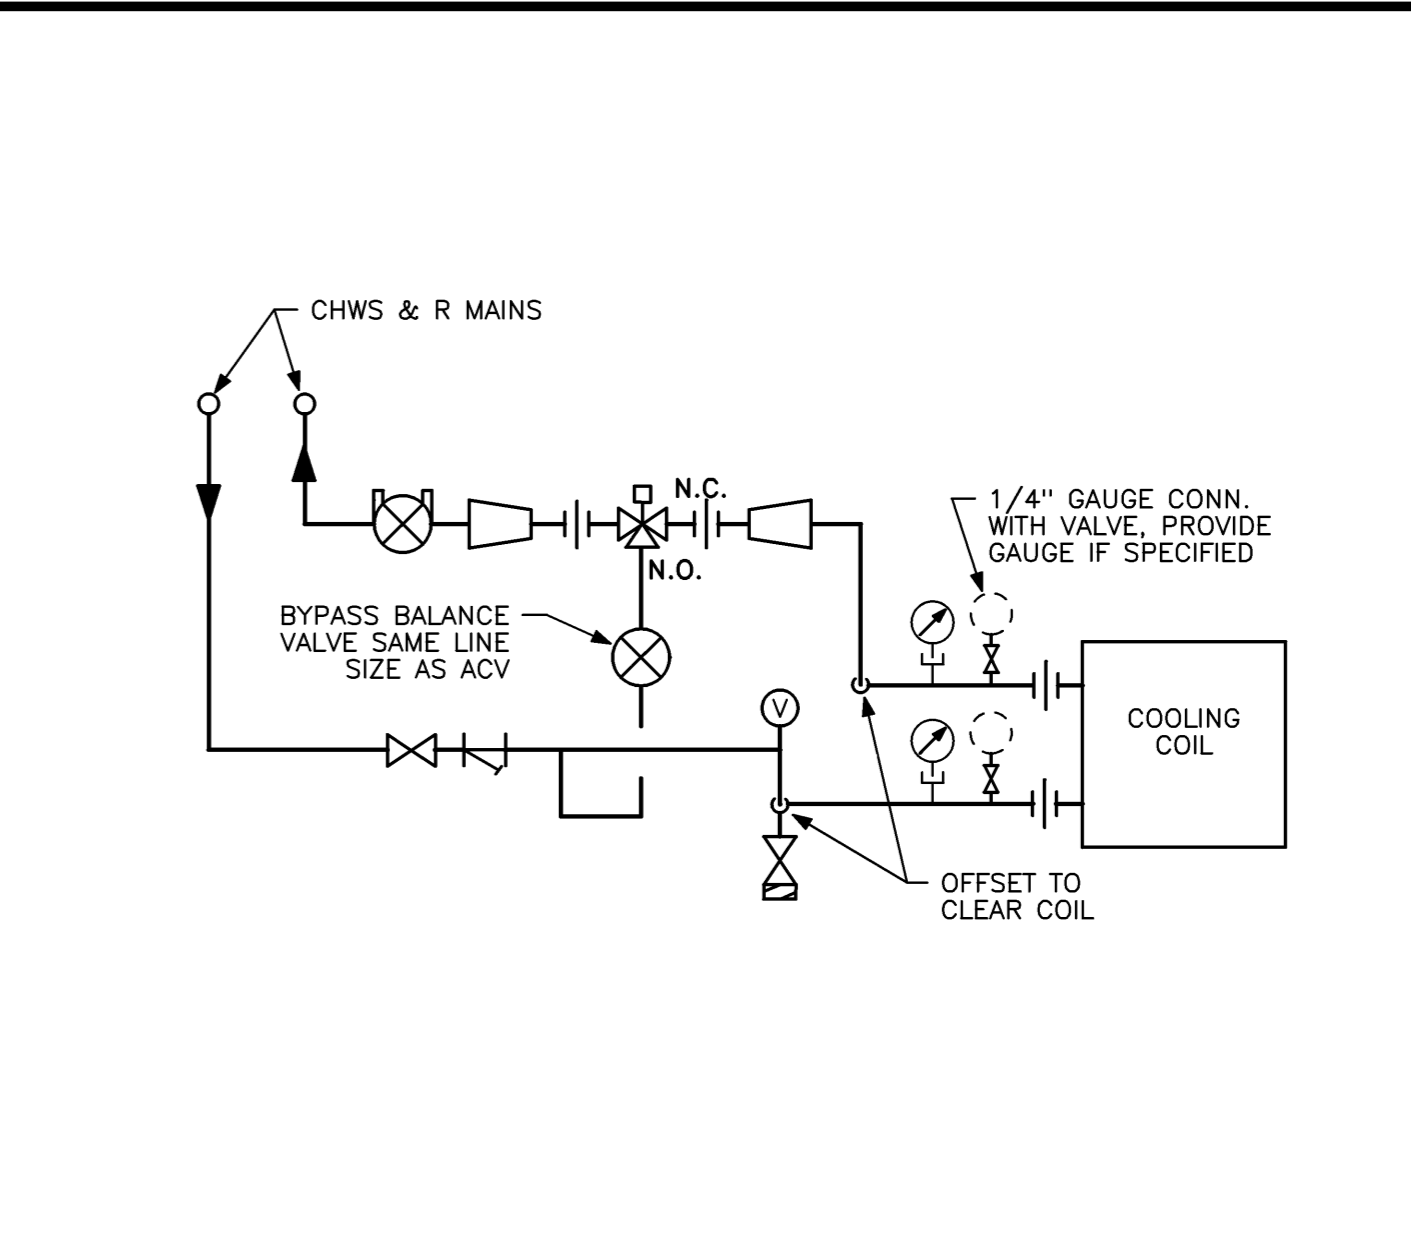 CHWS & R MAINS
N.C.
N.O.
1/4" GAUGE CONN.
WITH VALVE, PROVIDE
GAUGE IF SPECIFIED
BYPASS BALANCE
VALVE SAME LINE
SIZE AS ACV
V
COOLING
COIL
OFFSET TO
CLEAR COIL